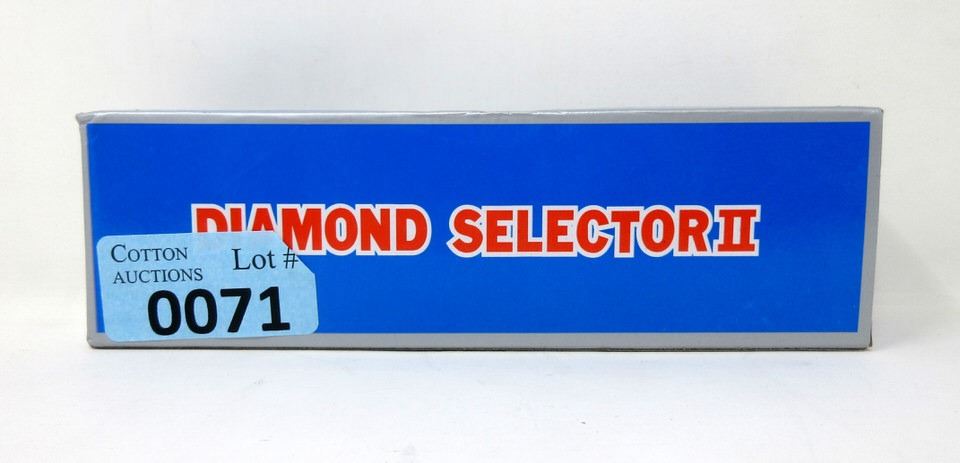 DIAMOND SELECTOR II
COTTON Lot #
AUCTIONS
0071